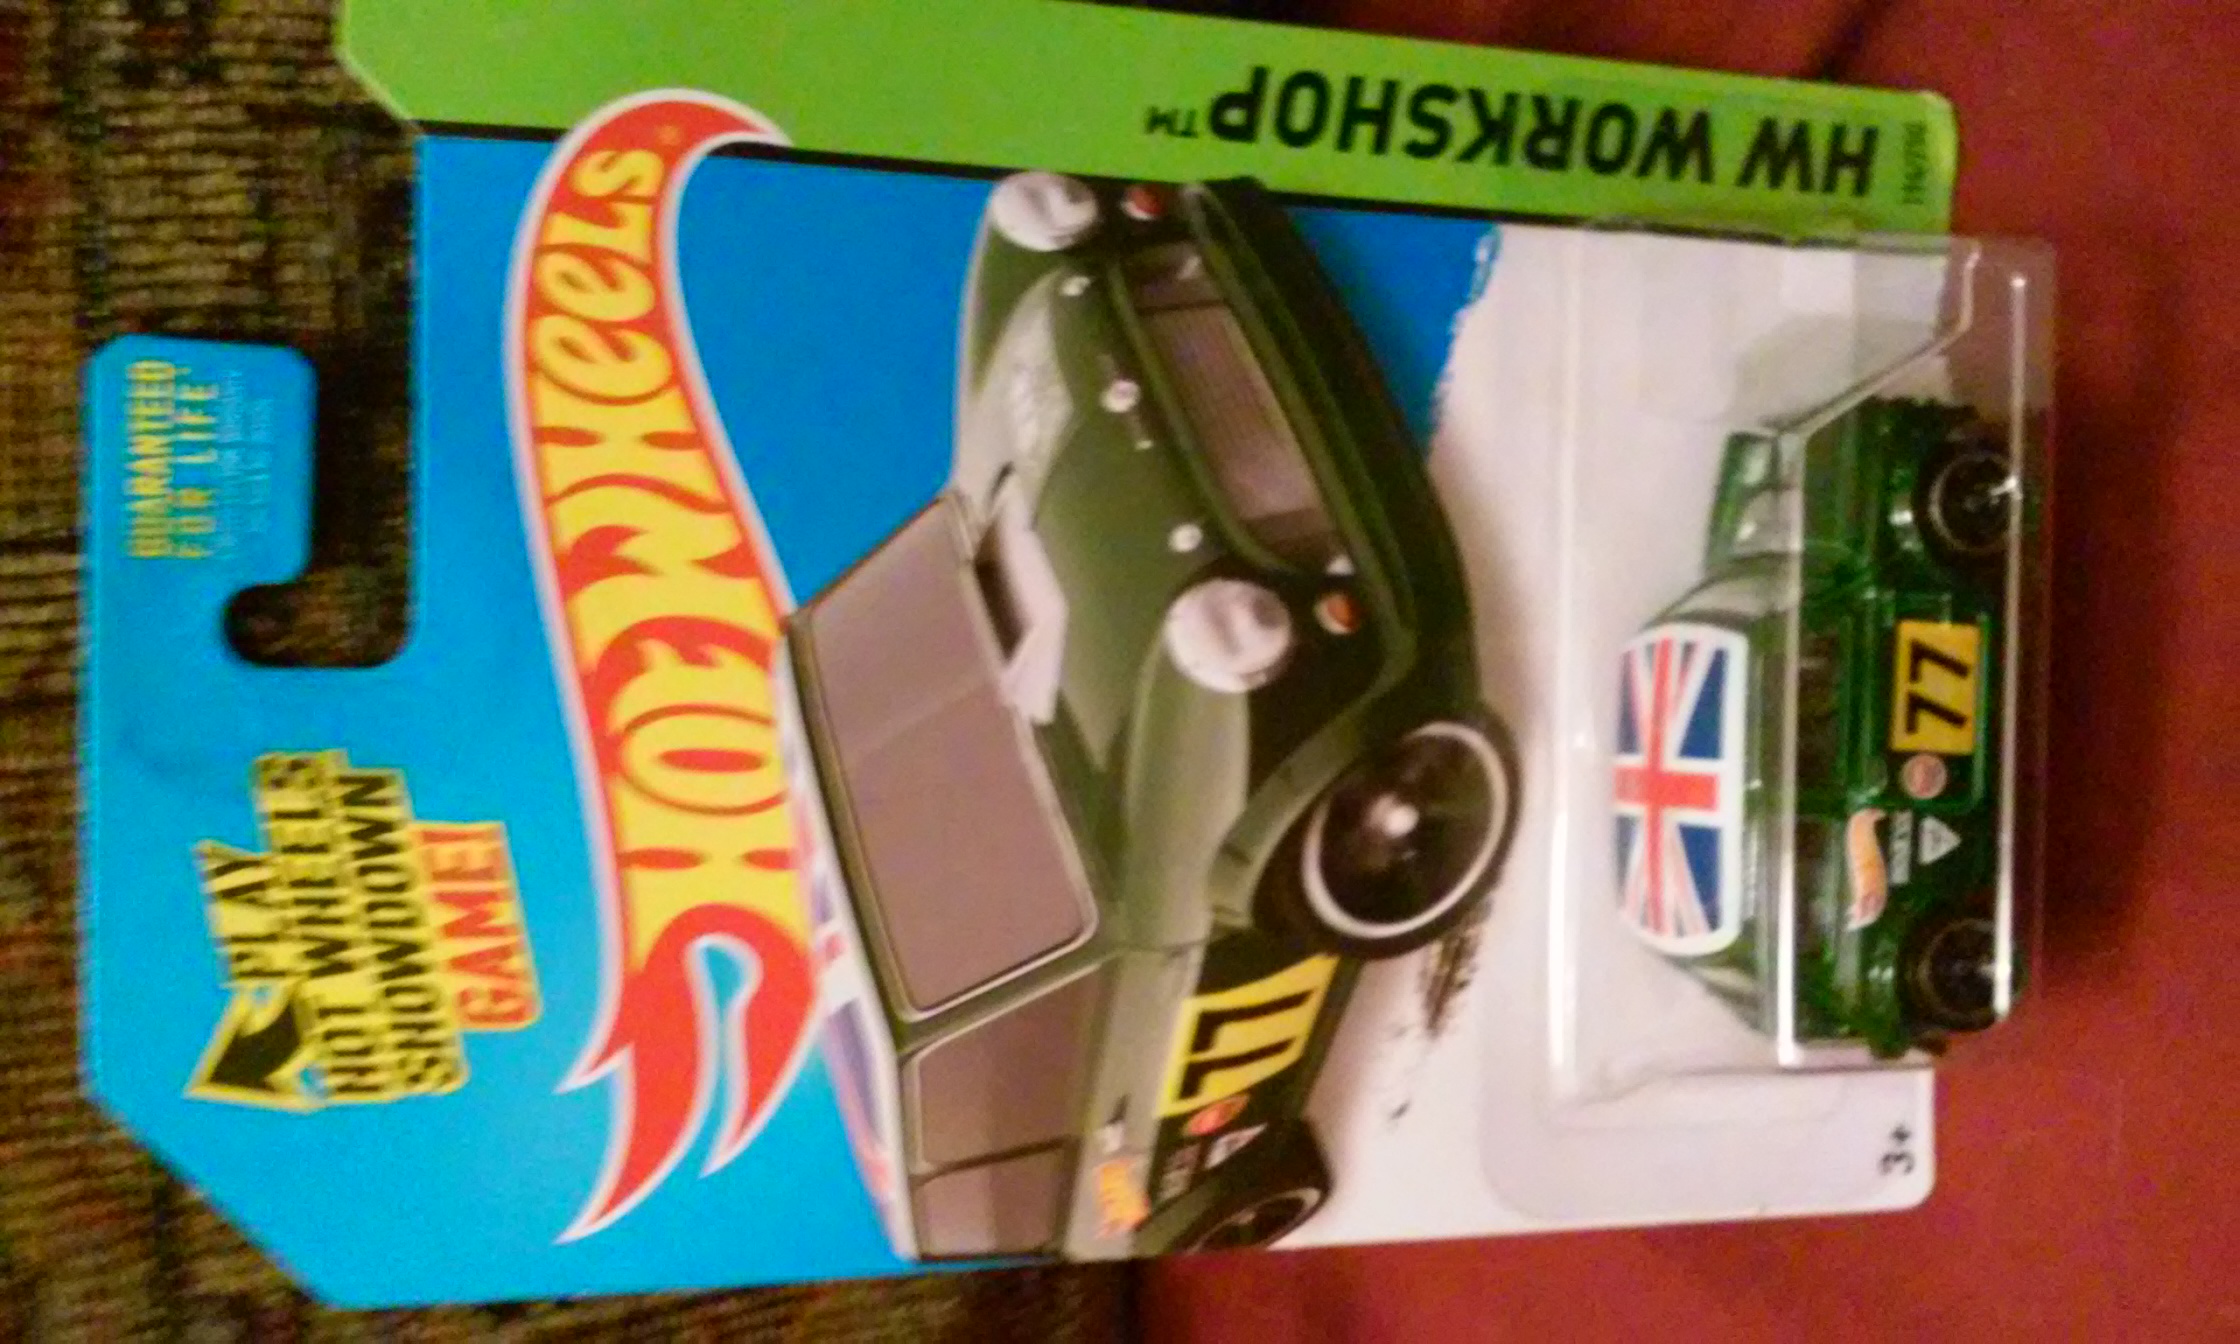 GUARANTEED
FOR LIFE*
PLAY
HOT WHEELS
SHOWDOWN
GAME!
HOT WHEELS
HW WORKSHOP™
77
77
3+